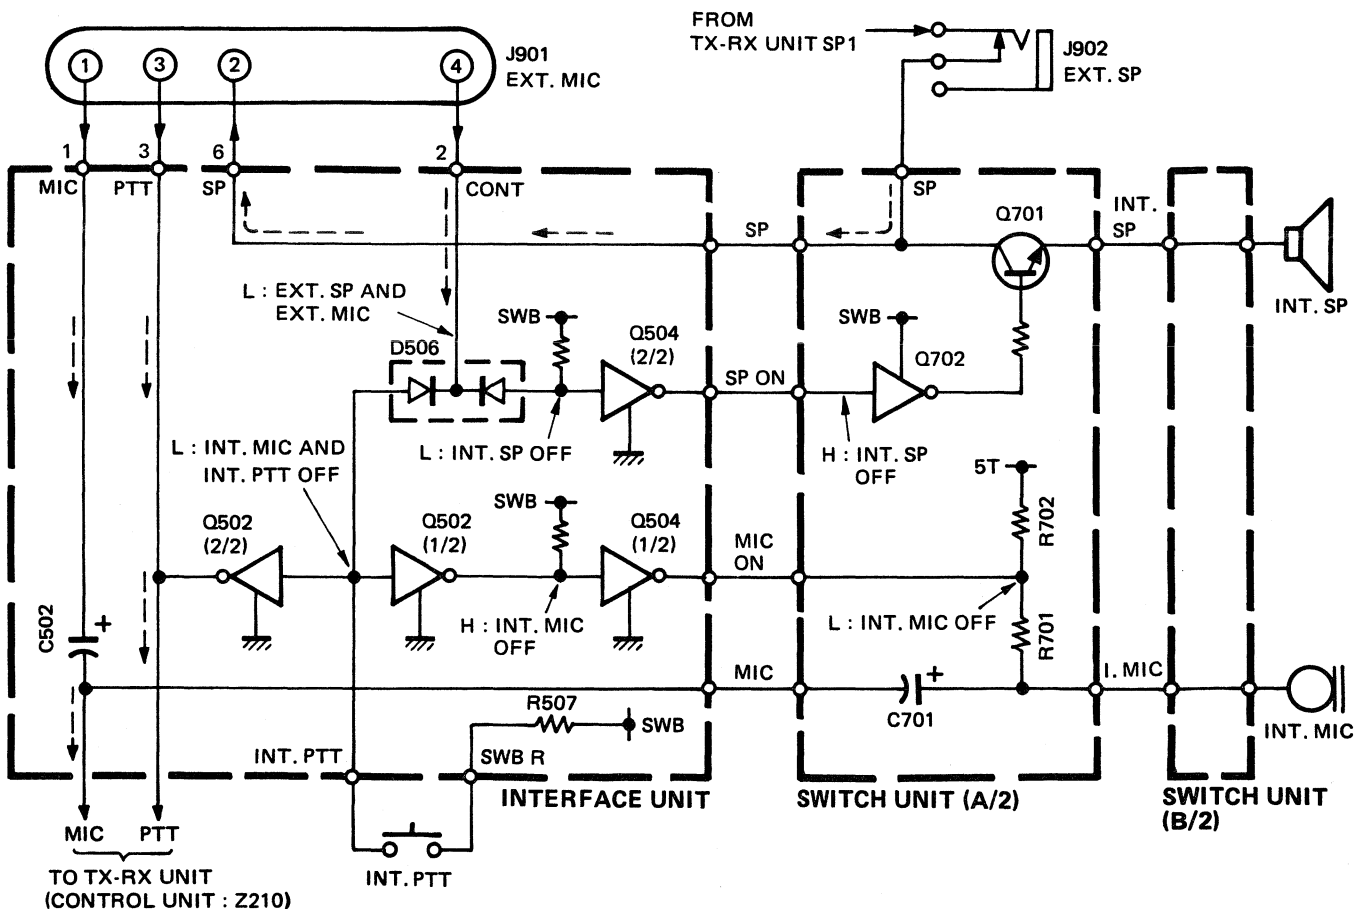 FROM
TX-RX UNIT SP1
J902
EXT. SP
1
3
2
4
J901
EXT. MIC
1
3
6
2
MIC
PTT
SP
CONT
SP
SP
Q701
INT.
SP
INT. SP
L : EXT. SP AND
EXT. MIC
D506
SWB
Q504
(2/2)
SP ON
SWB
Q702
L : INT. SP OFF
H : INT. SP
OFF
L : INT. MIC AND
INT. PTT OFF
Q502
(2/2)
Q502
(1/2)
SWB
Q504
(1/2)
MIC
ON
5T
R702
H : INT. MIC
OFF
L : INT. MIC OFF
R701
C502
+
MIC
C701
+
I. MIC
INT. MIC
R507
SWB
INT. PTT
SWB R
INTERFACE UNIT
SWITCH UNIT (A/2)
SWITCH UNIT
(B/2)
MIC
PTT
TO TX-RX UNIT
(CONTROL UNIT : Z210)
INT. PTT